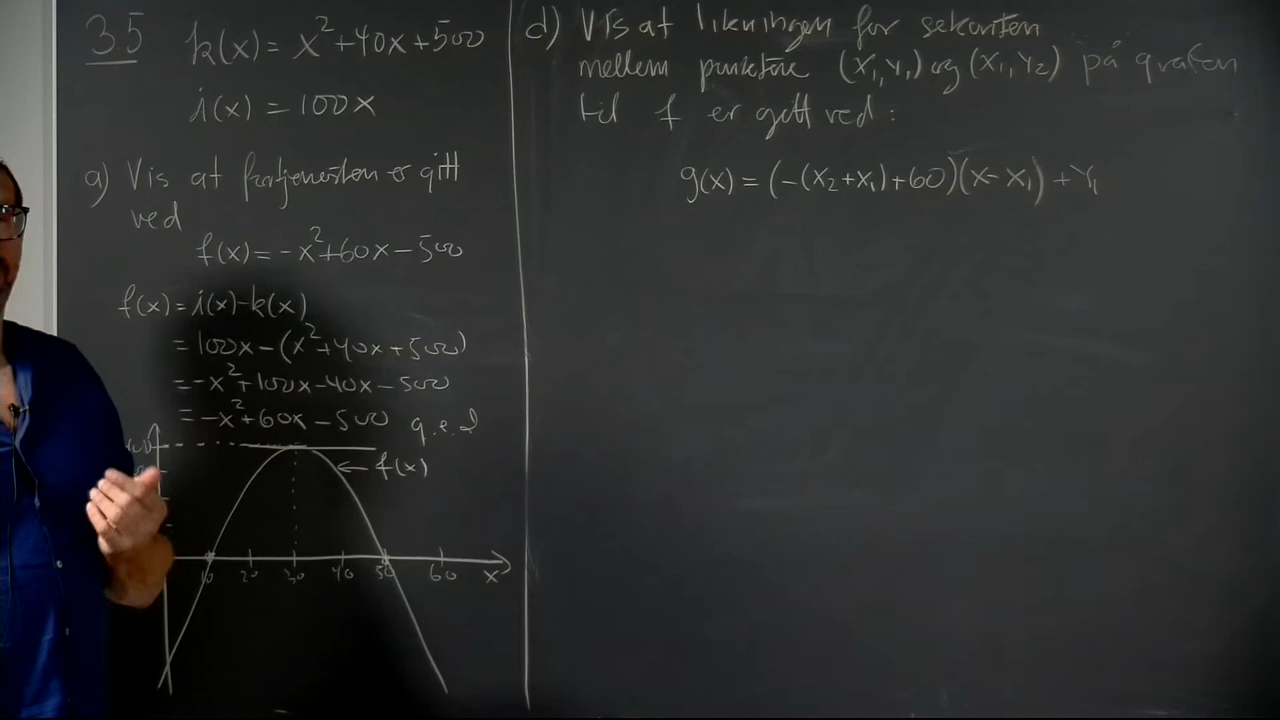 35 k(x) = x²+40x+500
i(x) = 100x
a) Vis at fortjenesten er gitt
ved
f(x) = -x²+60x-500
f(x) = i(x)-k(x)
= 100x-(x²+40x+500)
= -x²+100x-40x-500
= -x²+60x-500 q.e.d
← f(x)
10 20 30 40 50 60 x
d) Vis at likningen for sekanten
mellom punktene (x₁,y₁) og (x₁,y₂) på grafen
til f er gitt ved:
g(x) = (-(x₂+x₁)+60)(x-x₁)+y₁